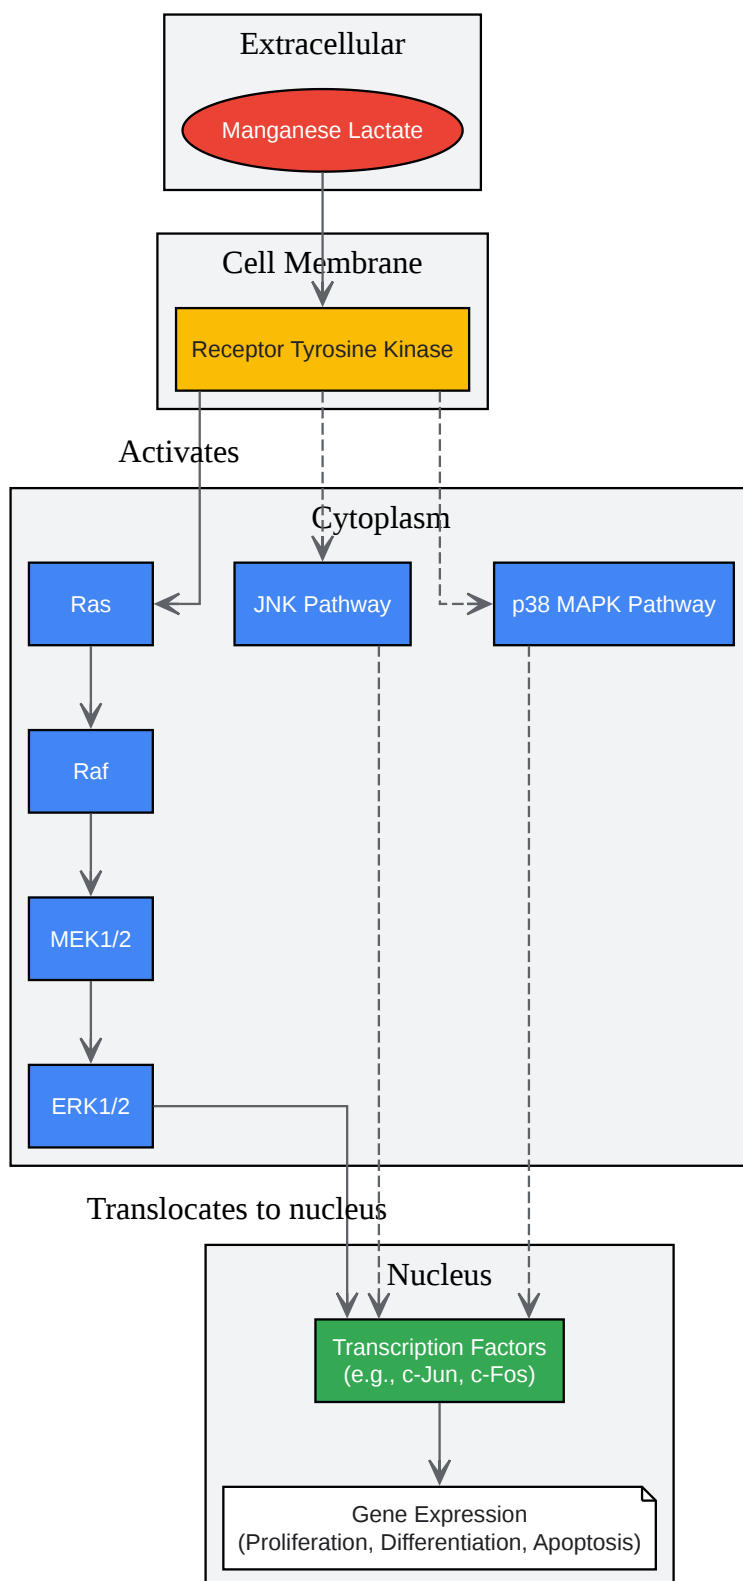 Extracellular
Manganese Lactate
Cell Membrane
Receptor Tyrosine Kinase
Activates
Cytoplasm
Ras
JNK Pathway
p38 MAPK Pathway
Raf
MEK1/2
ERK1/2
Translocates to nucleus
Nucleus
Transcription Factors
(e.g., c-Jun, c-Fos)
Gene Expression
(Proliferation, Differentiation, Apoptosis)